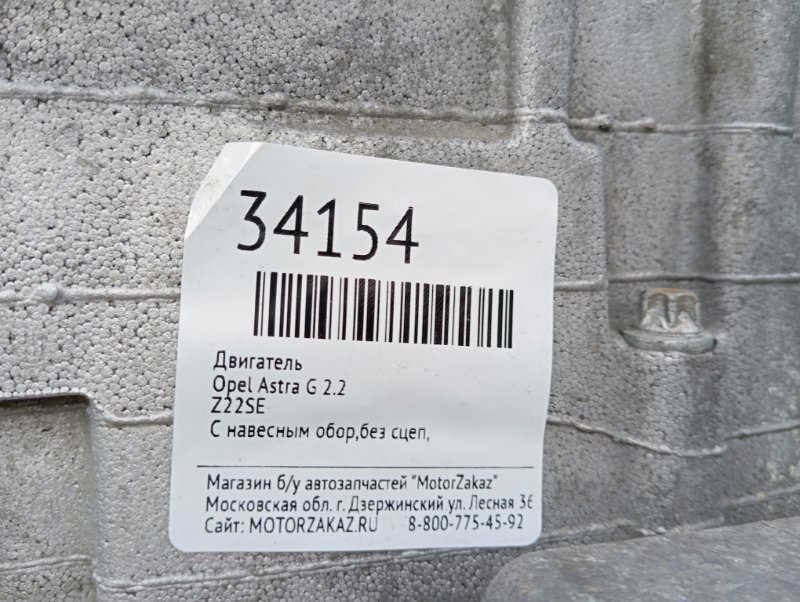 34154
Двигатель
Opel Astra G 2.2
Z22SE
С навесным обор,без сцеп,
Магазин б/у автозапчастей "MotorZakaz"
Московская обл. г. Дзержинский ул. Лесная 36
Сайт: MOTORZAKAZ.RU 8-800-775-45-92